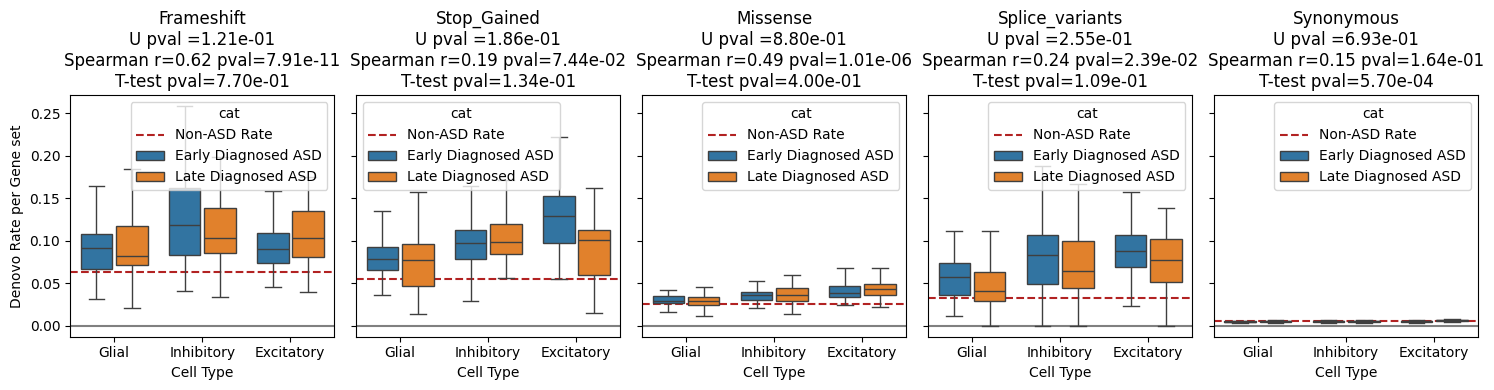 Frameshift
U pval =1.21e-01
Spearman r=0.62 pval=7.91e-11
T-test pval=7.70e-01
Stop_Gained
U pval =1.86e-01
Spearman r=0.19 pval=7.44e-02
T-test pval=1.34e-01
Missense
U pval =8.80e-01
Spearman r=0.49 pval=1.01e-06
T-test pval=4.00e-01
Splice_variants
U pval =2.55e-01
Spearman r=0.24 pval=2.39e-02
T-test pval=1.09e-01
Synonymous
U pval =6.93e-01
Spearman r=0.15 pval=1.64e-01
T-test pval=5.70e-04
Denovo Rate per Gene set
0.25
0.20
0.15
0.10
0.05
0.00
cat
Non-ASD Rate
Early Diagnosed ASD
Late Diagnosed ASD
Glial
Inhibitory
Excitatory
Cell Type
cat
Non-ASD Rate
Early Diagnosed ASD
Late Diagnosed ASD
Glial
Inhibitory
Excitatory
Cell Type
cat
Non-ASD Rate
Early Diagnosed ASD
Late Diagnosed ASD
Glial
Inhibitory
Excitatory
Cell Type
cat
Non-ASD Rate
Early Diagnosed ASD
Late Diagnosed ASD
Glial
Inhibitory
Excitatory
Cell Type
cat
Non-ASD Rate
Early Diagnosed ASD
Late Diagnosed ASD
Glial
Inhibitory
Excitatory
Cell Type